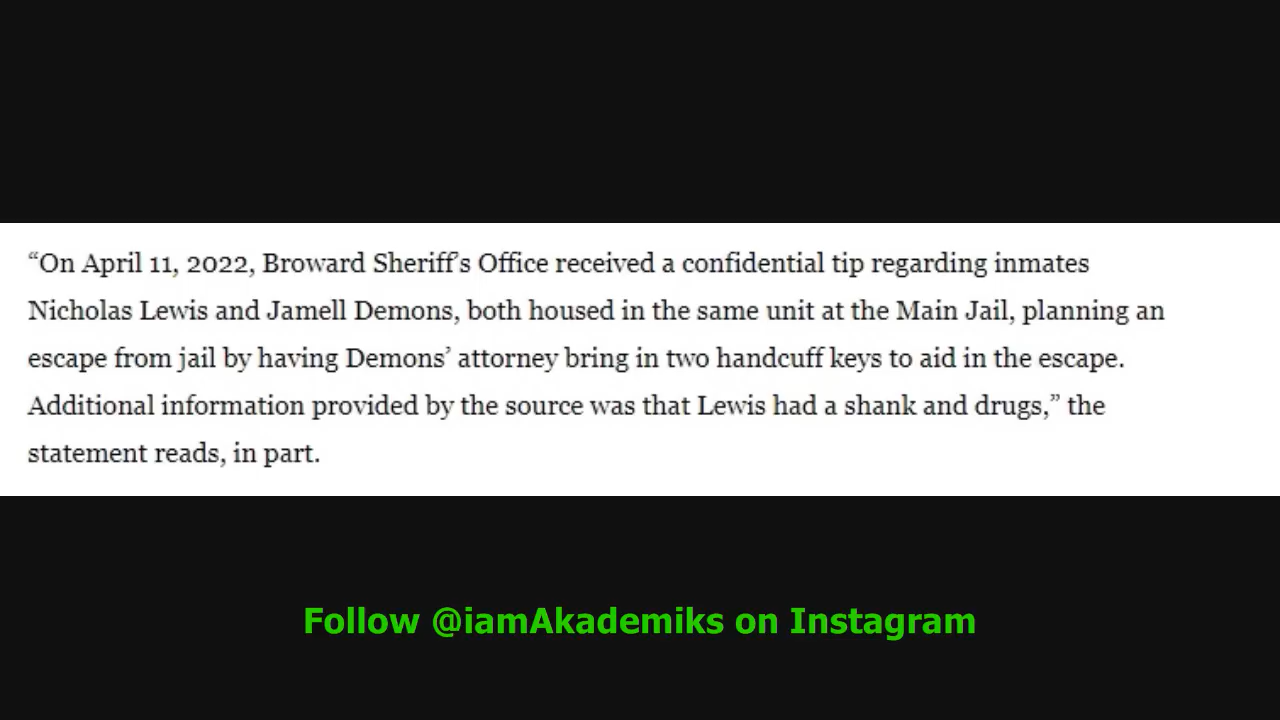 “On April 11, 2022, Broward Sheriff’s Office received a confidential tip regarding inmates
Nicholas Lewis and Jamell Demons, both housed in the same unit at the Main Jail, planning an
escape from jail by having Demons’ attorney bring in two handcuff keys to aid in the escape.
Additional information provided by the source was that Lewis had a shank and drugs,” the
statement reads, in part.
Follow @iamAkademiks on Instagram